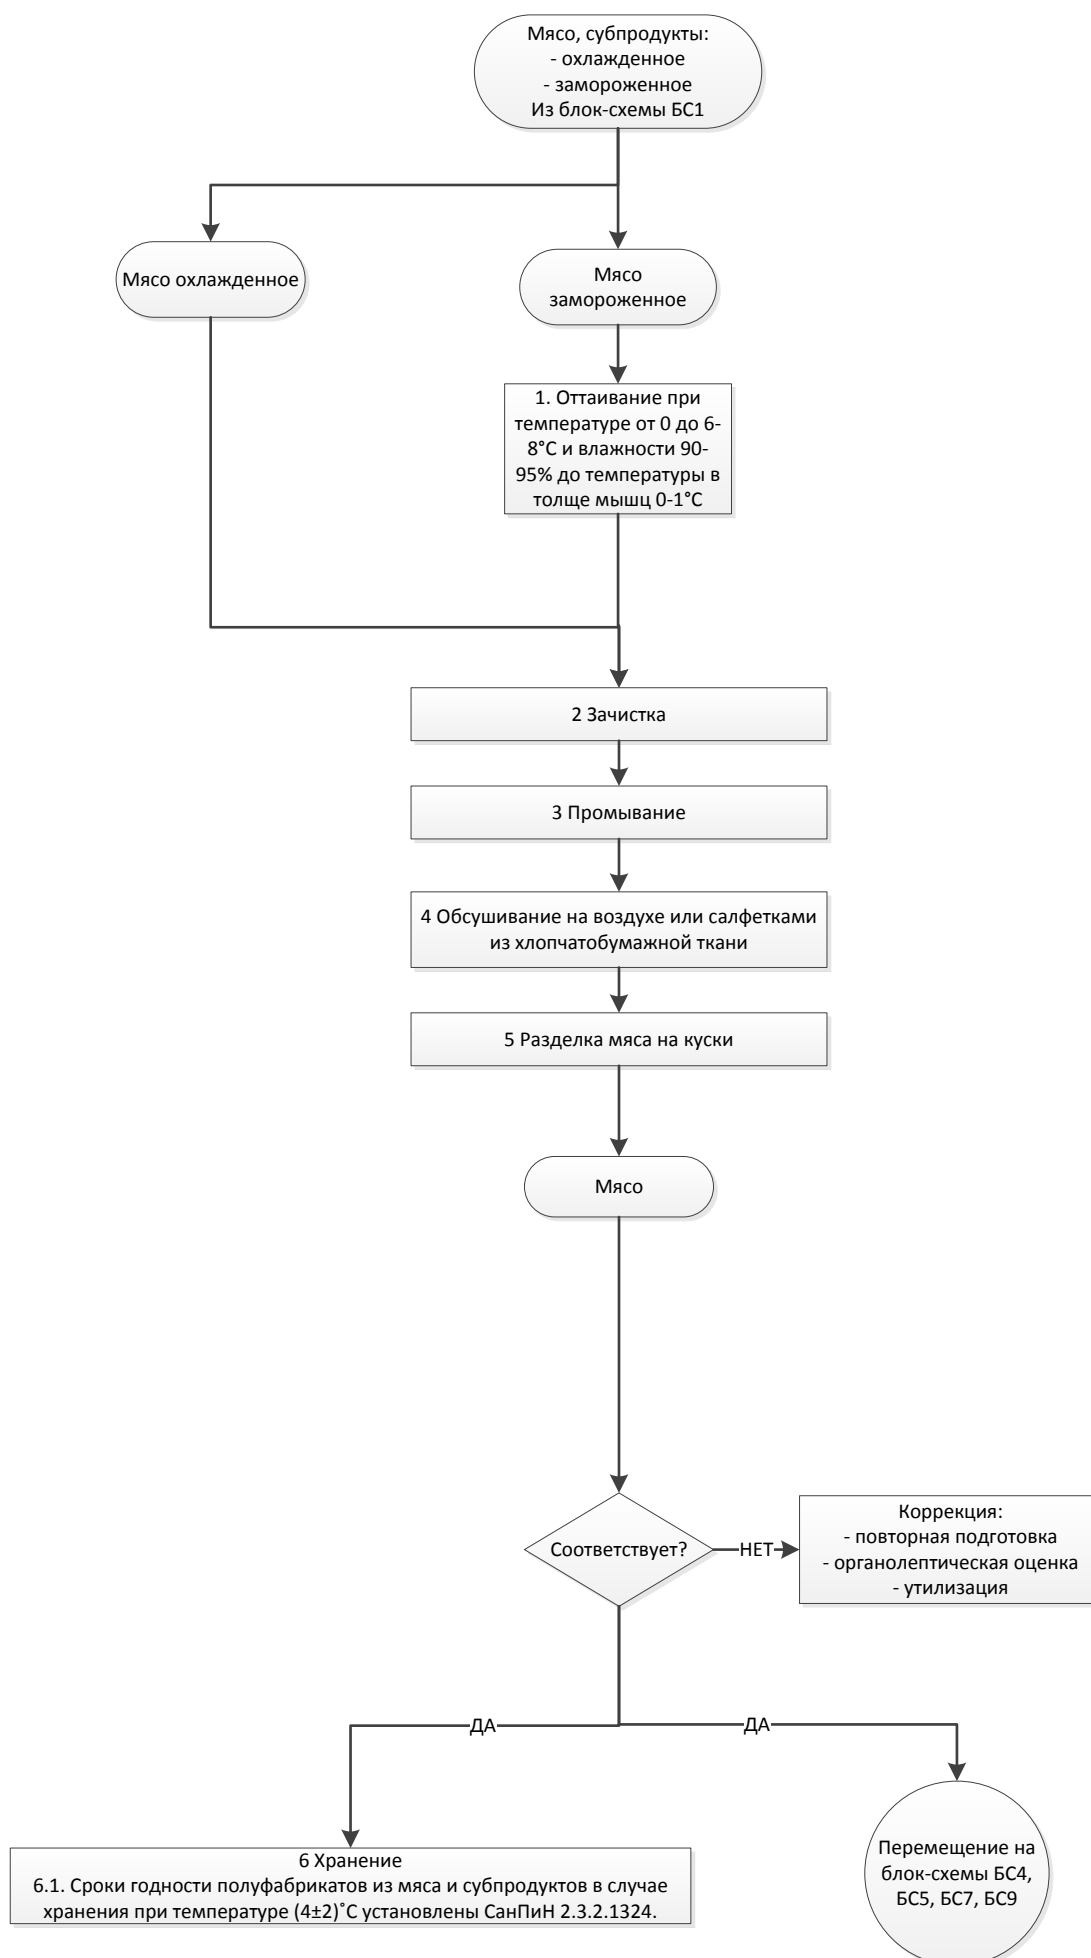 Мясо, субпродукты:
- охлажденное
- замороженное
Из блок-схемы БС1
Мясо охлажденное
Мясо
замороженное
1. Оттаивание при
температуре от 0 до 6-
8°С и влажности 90-
95% до температуры в
толще мышц 0-1°С
2 Зачистка
3 Промывание
4 Обсушивание на воздухе или салфетками
из хлопчатобумажной ткани
5 Разделка мяса на куски
Мясо
Соответствует?
НЕТ
Коррекция:
- повторная подготовка
- органолептическая оценка
- утилизация
ДА
ДА
6 Хранение
6.1. Сроки годности полуфабрикатов из мяса и субпродуктов в случае
хранения при температуре (4±2)˚С установлены СанПиН 2.3.2.1324.
Перемещение на
блок-схемы БС4,
БС5, БС7, БС9